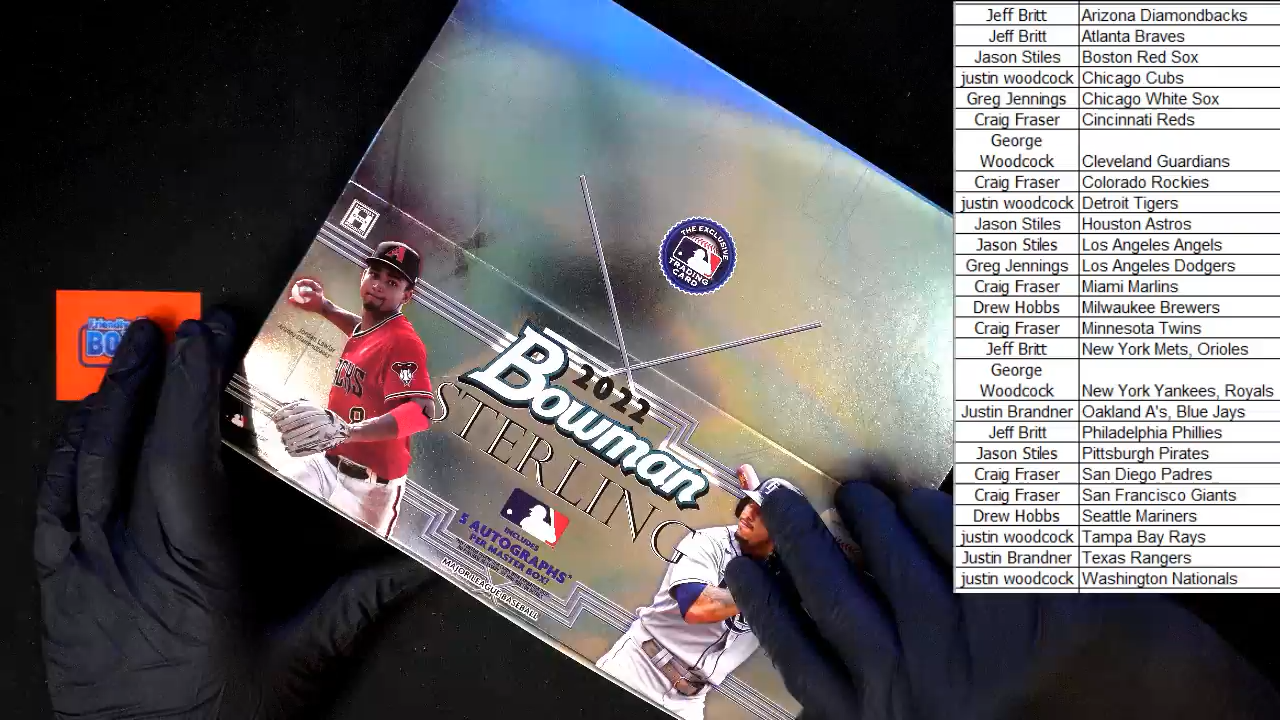 Jeff Britt Arizona Diamondbacks
Jeff Britt Atlanta Braves
Jason Stiles Boston Red Sox
justin woodcock Chicago Cubs
Greg Jennings Chicago White Sox
Craig Fraser Cincinnati Reds
George
Woodcock Cleveland Guardians
Craig Fraser Colorado Rockies
justin woodcock Detroit Tigers
Jason Stiles Houston Astros
Jason Stiles Los Angeles Angels
Greg Jennings Los Angeles Dodgers
Craig Fraser Miami Marlins
Drew Hobbs Milwaukee Brewers
Craig Fraser Minnesota Twins
Jeff Britt New York Mets, Orioles
George
Woodcock New York Yankees, Royals
Justin Brandner Oakland A's, Blue Jays
Jeff Britt Philadelphia Phillies
Jason Stiles Pittsburgh Pirates
Craig Fraser San Diego Padres
Craig Fraser San Francisco Giants
Drew Hobbs Seattle Mariners
justin woodcock Tampa Bay Rays
Justin Brandner Texas Rangers
justin woodcock Washington Nationals
THE EXCLUSIVE
TRADING
CARD
2022
Bowman
STERLING
INCLUDES
5 AUTOGRAPHS*
PER MASTER BOX!
MAJOR LEAGUE BASEBALL